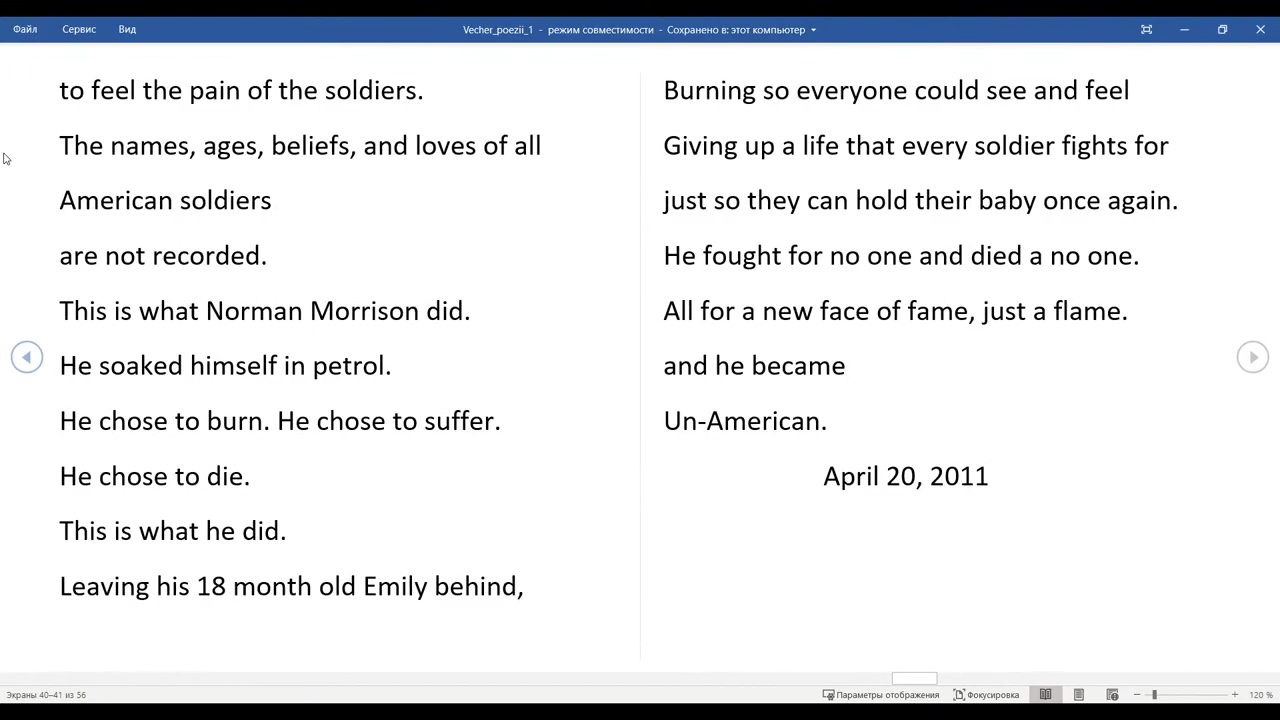 Файл Сервис Вид Vecher_poezii_1 - режим совместимости - Сохранено в: этот компьютер
to feel the pain of the soldiers.
The names, ages, beliefs, and loves of all
American soldiers
are not recorded.
This is what Norman Morrison did.
He soaked himself in petrol.
He chose to burn. He chose to suffer.
He chose to die.
This is what he did.
Leaving his 18 month old Emily behind,
Burning so everyone could see and feel
Giving up a life that every soldier fights for
just so they can hold their baby once again.
He fought for no one and died a no one.
All for a new face of fame, just a flame.
and he became
Un-American.
April 20, 2011
Экраны 40–41 из 56 Параметры отображения Фокусировка 120 %